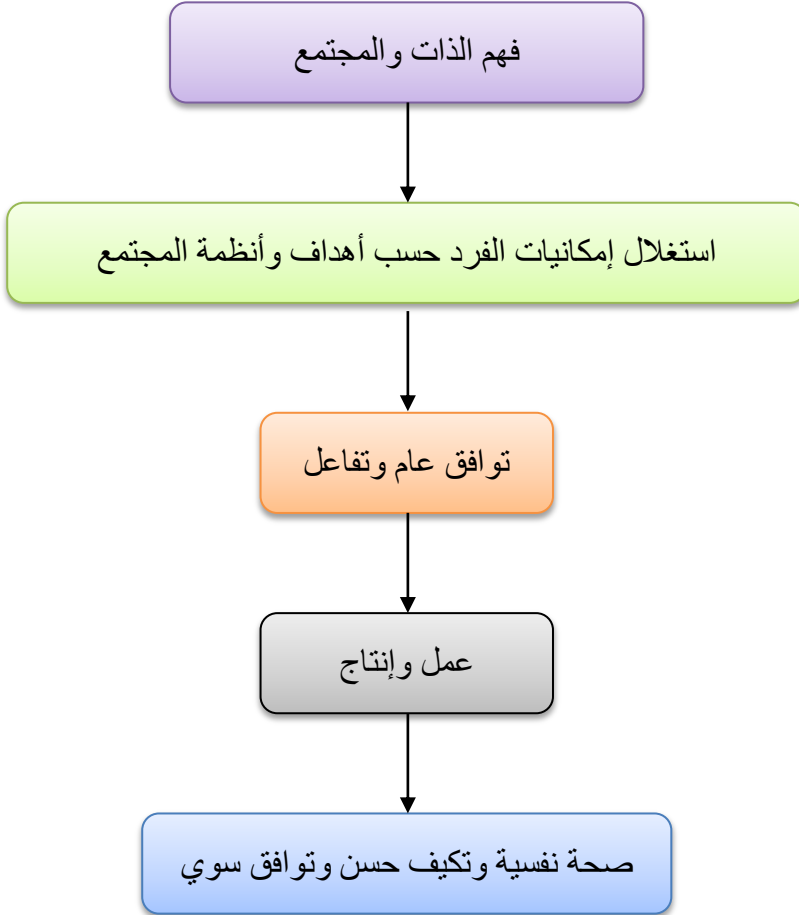 فهم الذات والمجتمع
استغلال إمكانيات الفرد حسب أهداف وأنظمة المجتمع
توافق عام وتفاعل
عمل وإنتاج
صحة نفسية وتكيف حسن وتوافق سوي